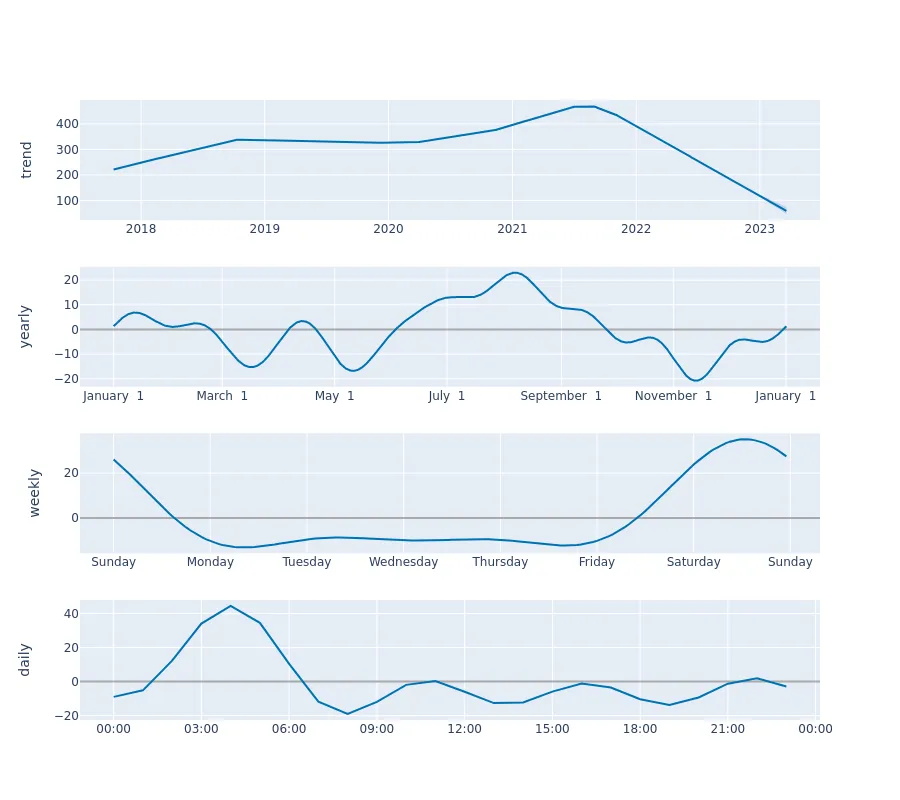 trend
400
300
200
100
2018 2019 2020 2021 2022 2023
yearly
20
10
0
−10
−20
January 1 March 1 May 1 July 1 September 1 November 1 January 1
weekly
20
0
Sunday Monday Tuesday Wednesday Thursday Friday Saturday Sunday
daily
40
20
0
−20
00:00 03:00 06:00 09:00 12:00 15:00 18:00 21:00 00:00